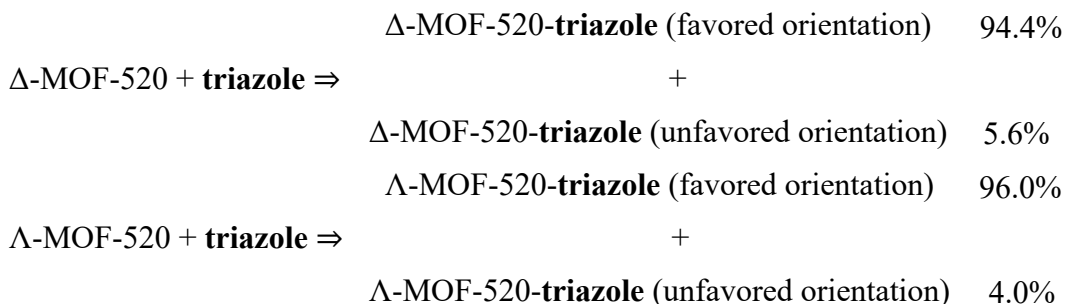 Δ-MOF-520-triazole (favored orientation) 94.4%
Δ-MOF-520 + triazole ⇒ +
Δ-MOF-520-triazole (unfavored orientation) 5.6%
Λ-MOF-520-triazole (favored orientation) 96.0%
Λ-MOF-520 + triazole ⇒ +
Λ-MOF-520-triazole (unfavored orientation) 4.0%